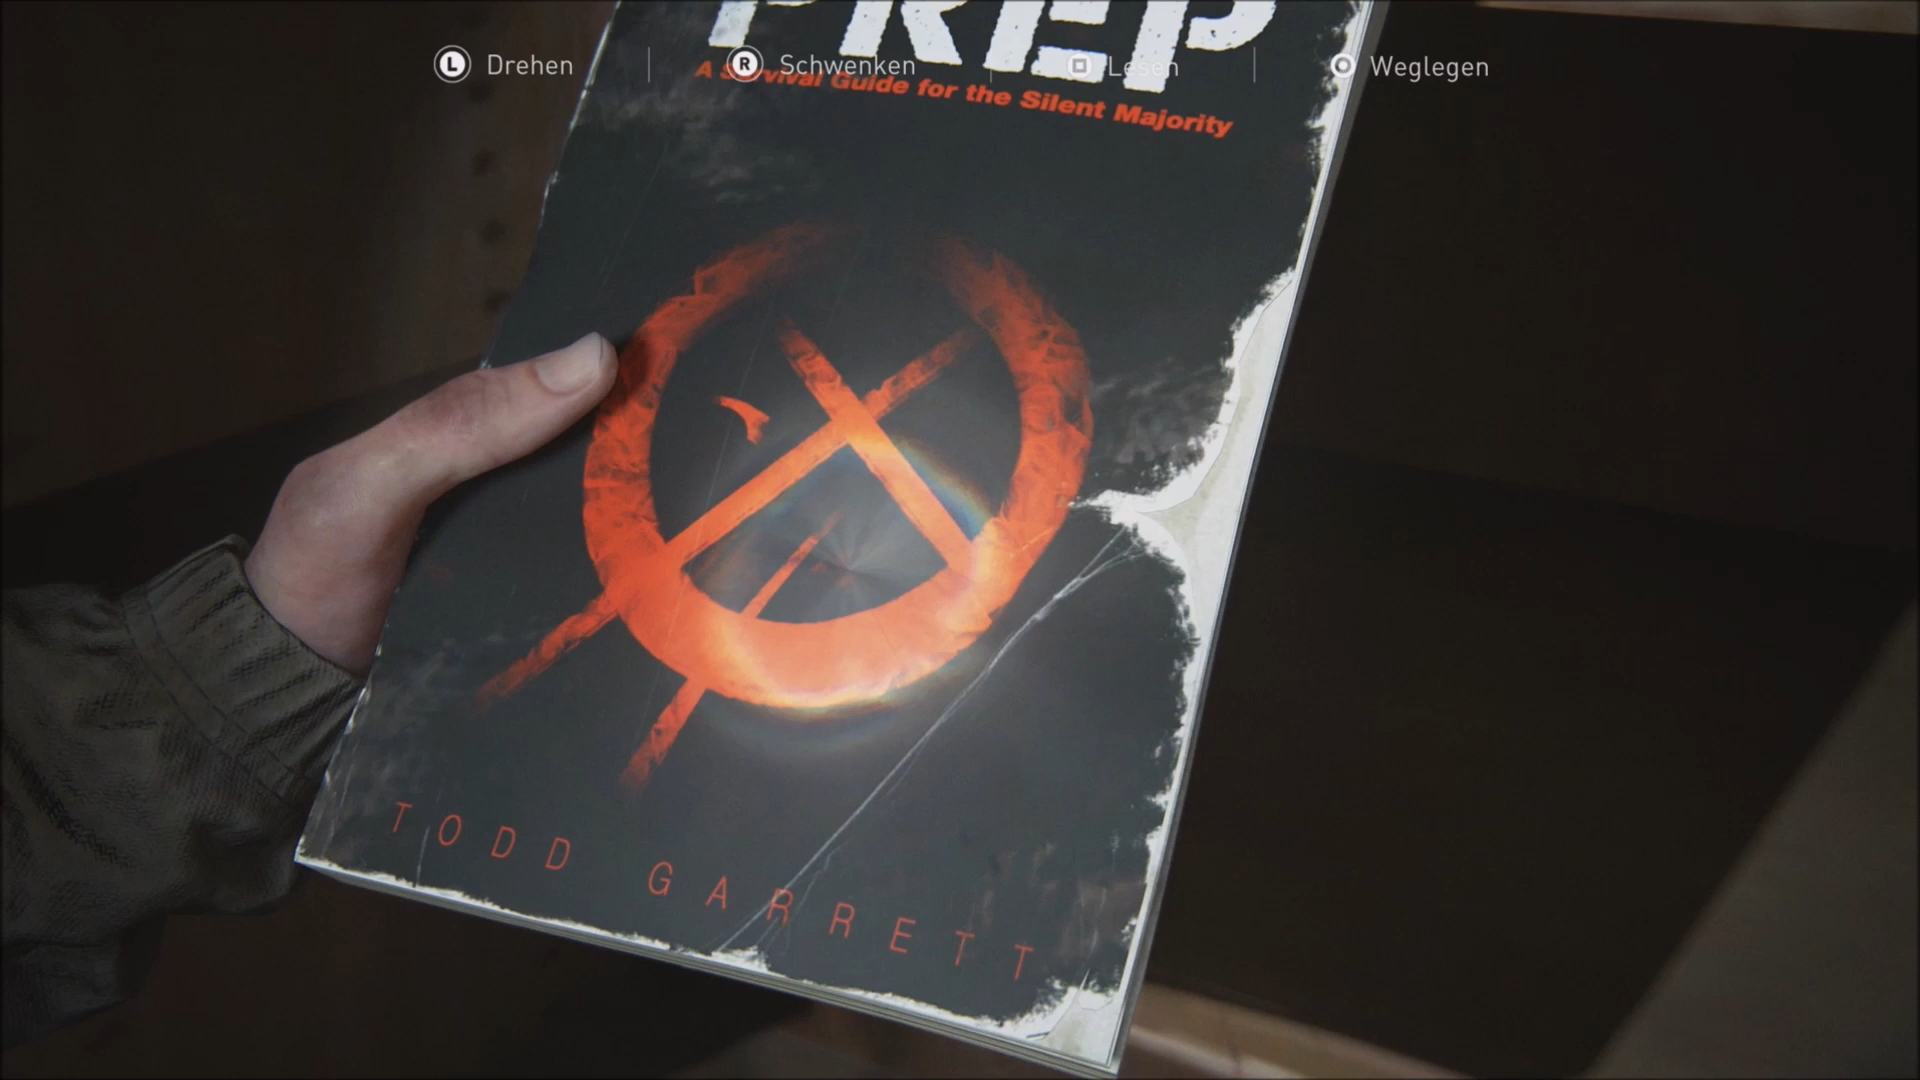 PREP
L Drehen R Schwenken Lesen Weglegen
A Survival Guide for the Silent Majority
TODD GARRETT